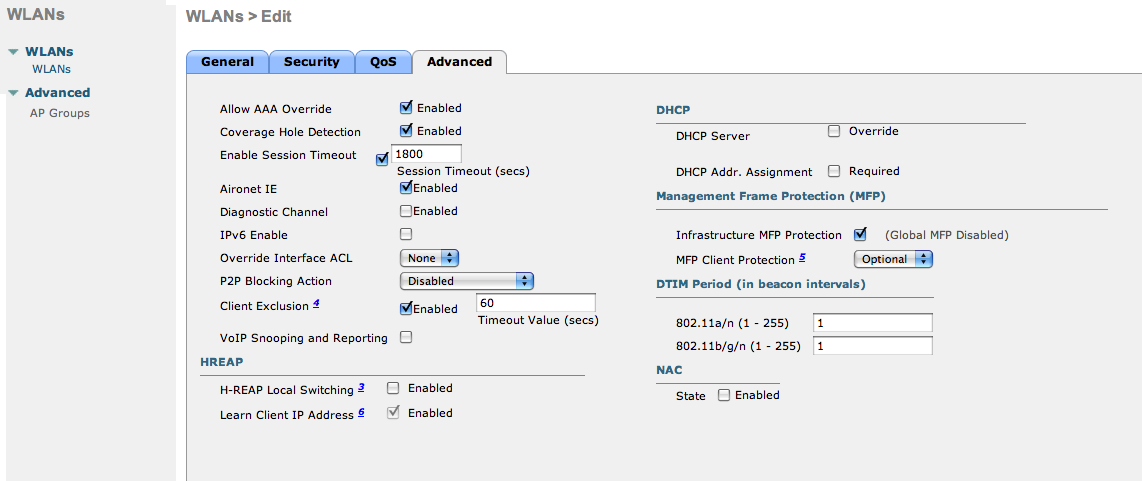 WLANs
WLANs
WLANs
Advanced
AP Groups
WLANs > Edit
General Security QoS Advanced
Allow AAA Override Enabled
Coverage Hole Detection Enabled
Enable Session Timeout 1800
Session Timeout (secs)
Aironet IE Enabled
Diagnostic Channel Enabled
IPv6 Enable
Override Interface ACL None
P2P Blocking Action Disabled
Client Exclusion 4 Enabled 60
Timeout Value (secs)
VoIP Snooping and Reporting
HREAP
H-REAP Local Switching 3 Enabled
Learn Client IP Address 6 Enabled
DHCP
DHCP Server Override
DHCP Addr. Assignment Required
Management Frame Protection (MFP)
Infrastructure MFP Protection (Global MFP Disabled)
MFP Client Protection 5 Optional
DTIM Period (in beacon intervals)
802.11a/n (1 - 255) 1
802.11b/g/n (1 - 255) 1
NAC
State Enabled